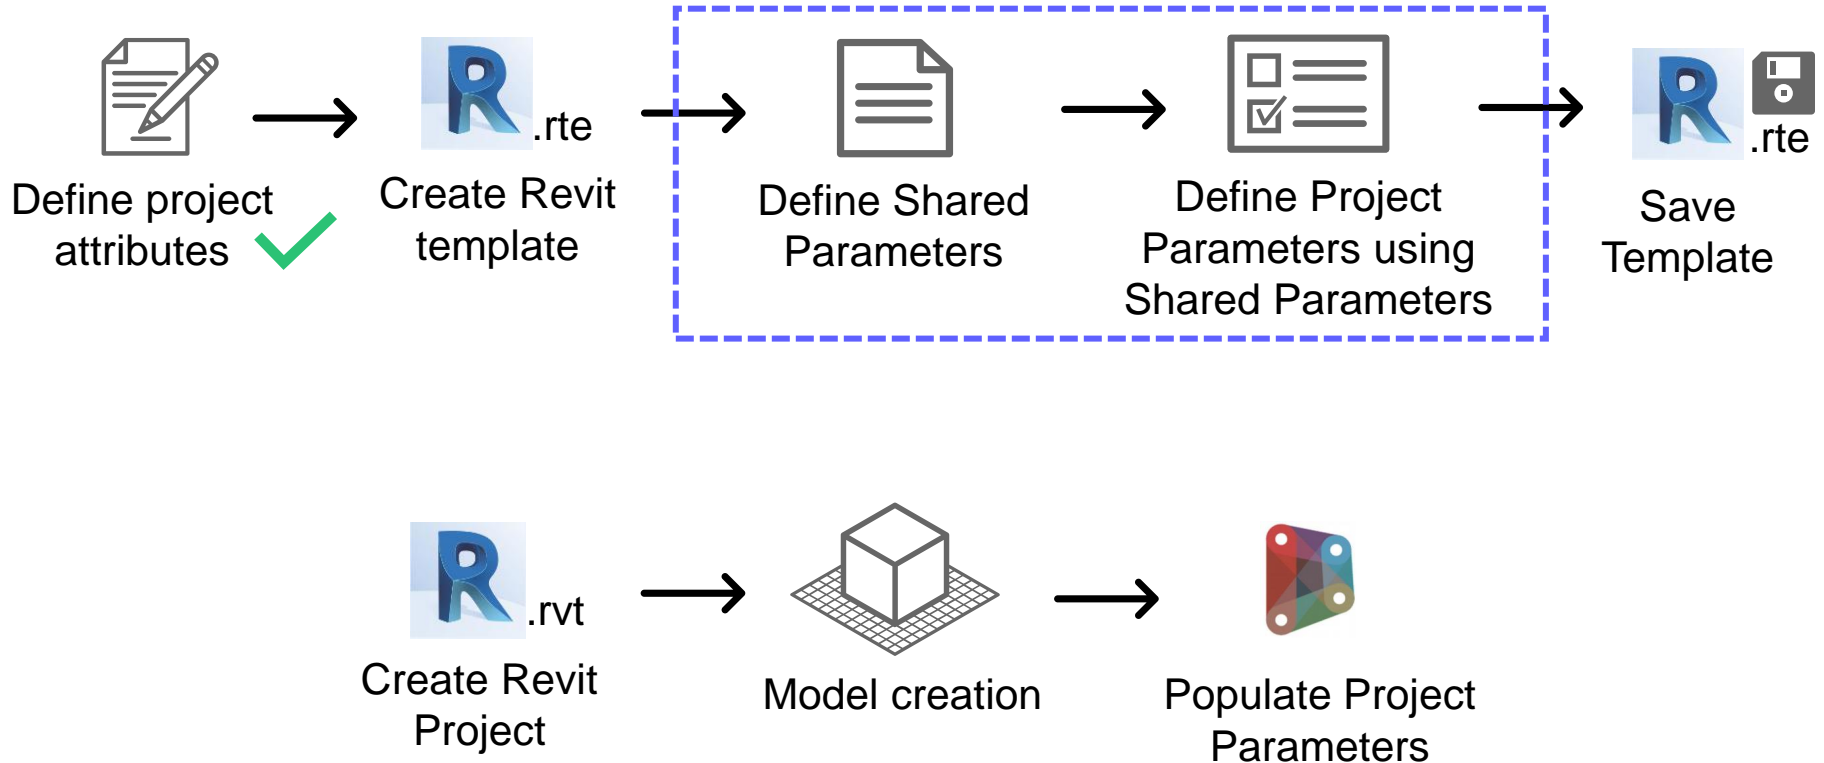 .rte
.rte
Define project
attributes
Create Revit
template
Define Shared
Parameters
Define Project
Parameters using
Shared Parameters
Save
Template
.rvt
Create Revit
Project
Model creation
Populate Project
Parameters